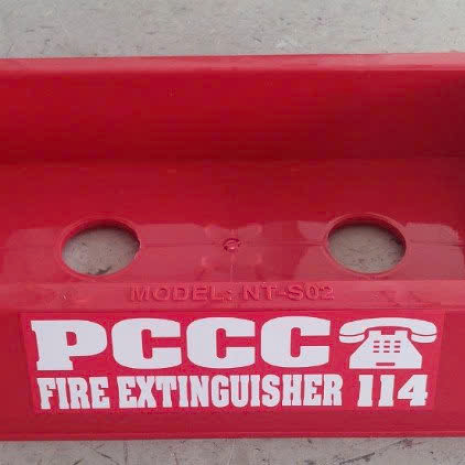 MODEL: NT-S02
PCCC
FIRE EXTINGUISHER 114